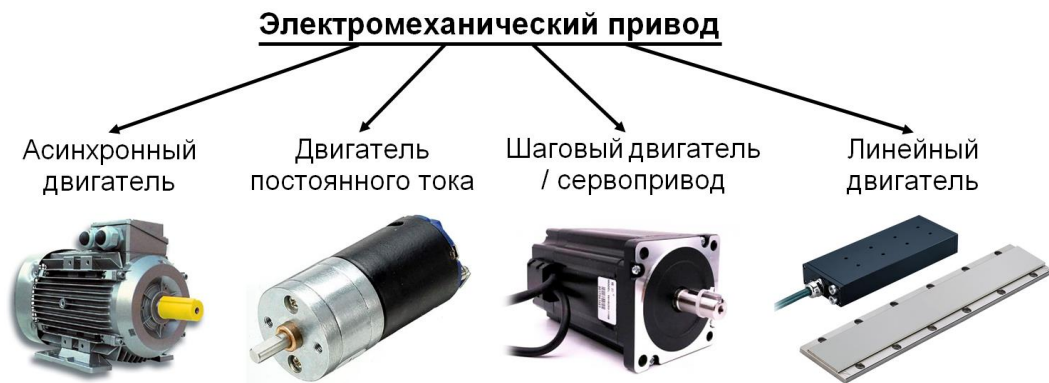 Электромеханический привод
Асинхронный
двигатель
Двигатель
постоянного тока
Шаговый двигатель
/ сервопривод
Линейный
двигатель